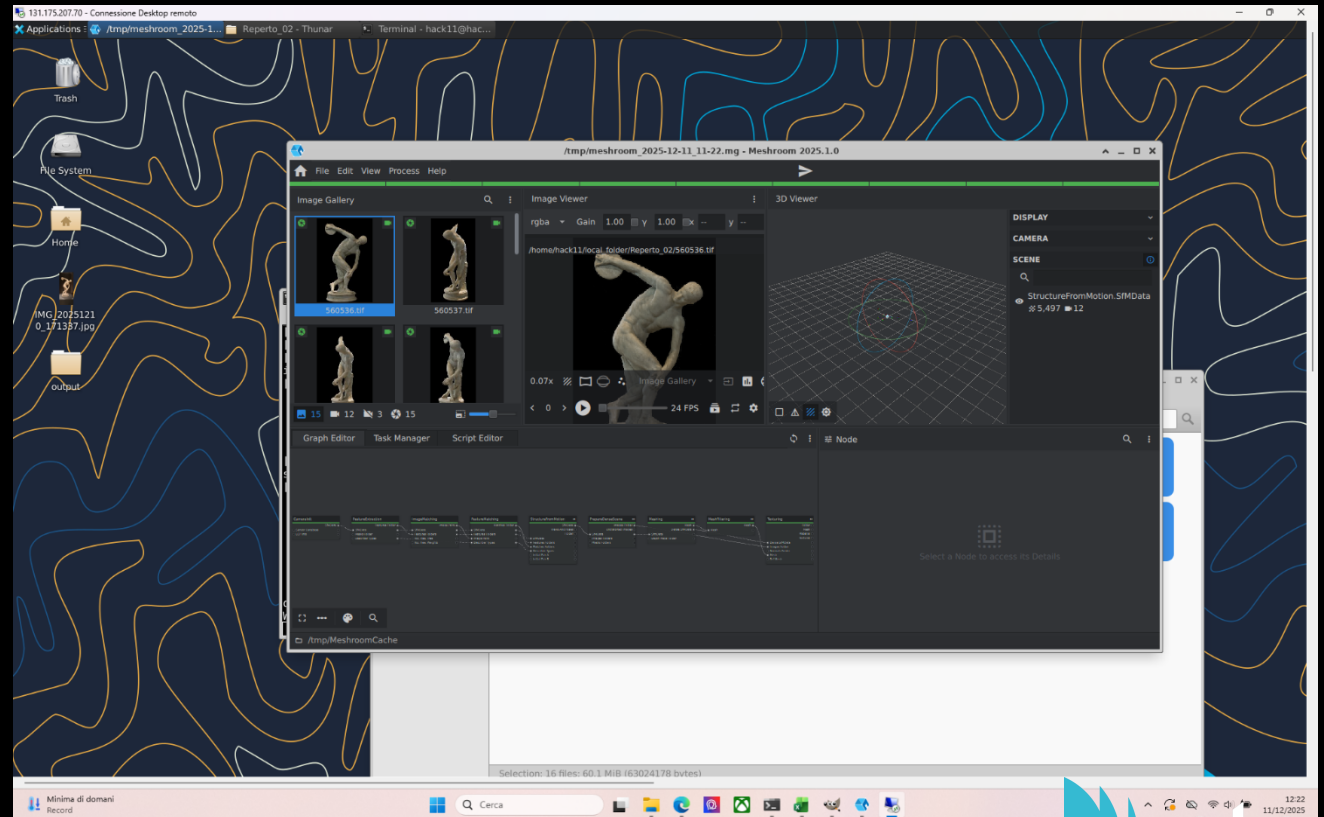 131.175.207.70 - Connessione Desktop remoto
Applications : /tmp/meshroom_2025-1... Reperto_02 - Thunar Terminal - hack11@hac...
Trash
File System
Home
IMG_2025121
0_171337.jpg
output
/tmp/meshroom_2025-12-11_11-22.mg - Meshroom 2025.1.0
File Edit View Process Help
Image Gallery
Image Viewer
3D Viewer
rgba Gain 1.00 γ 1.00 x -- y --
/home/hack11/local_folder/Reperto_02/560536.tif
560536.tif
560537.tif
DISPLAY
CAMERA
SCENE
StructureFromMotion.SfMData
5,497 12
0.07x Image Gallery
15 12 3 15
0 24 FPS
Graph Editor Task Manager Script Editor
Node
Select a Node to access its Details
/tmp/MeshroomCache
Selection: 16 files: 60.1 MiB (63024178 bytes)
Minima di domani
Record
Cerca
12:22
11/12/2025